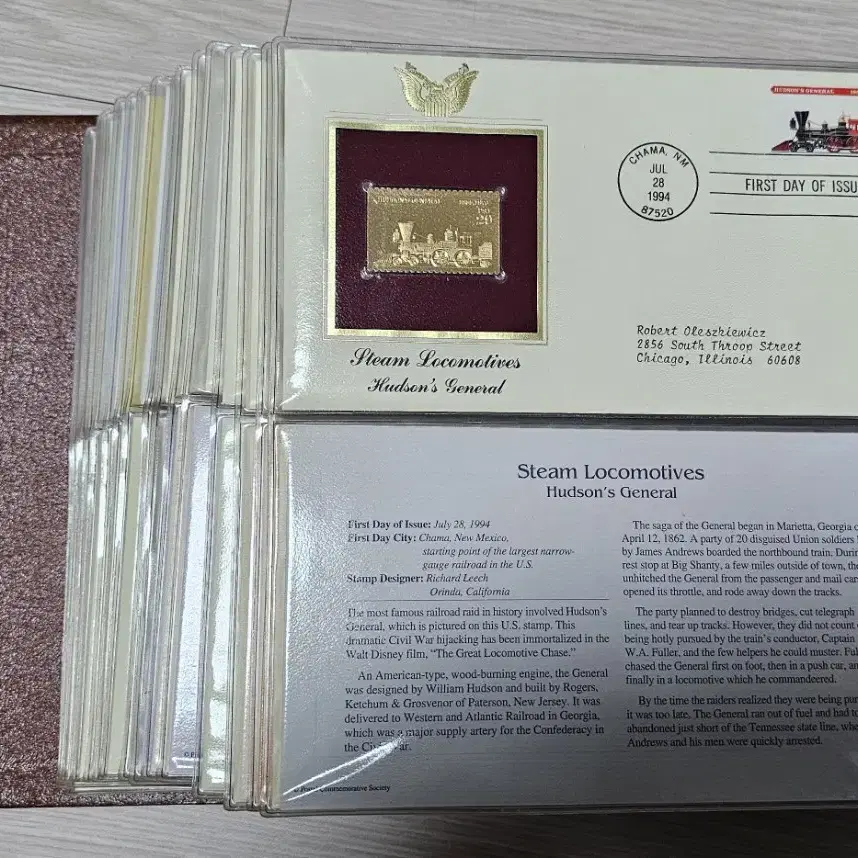 HUDSON'S GENERAL
CHAMA, NM
JUL
28
1994
87520
FIRST DAY OF ISSU
HUDSON'S GENERAL
20
Robert Oleszkiewicz
2856 South Throop Street
Chicago, Illinois 60608
Steam Locomotives
Hudson's General
Steam Locomotives
Hudson's General
First Day of Issue: July 28, 1994
First Day City: Chama, New Mexico,
starting point of the largest narrow-
gauge railroad in the U.S.
Stamp Designer: Richard Leech
Orinda, California
The most famous railroad raid in history involved Hudson's
General, which is pictured on this U.S. stamp. This
dramatic Civil War hijacking has been immortalized in the
Walt Disney film, "The Great Locomotive Chase."
An American-type, wood-burning engine, the General
was designed by William Hudson and built by Rogers,
Ketchum & Grosvenor of Paterson, New Jersey. It was
delivered to Western and Atlantic Railroad in Georgia,
which was a major supply artery for the Confederacy in
the Civil War.
The saga of the General began in Marietta, Georgia
April 12, 1862. A party of 20 disguised Union soldiers
by James Andrews boarded the northbound train. Durin
rest stop at Big Shanty, a few miles outside of town, the
unhitched the General from the passenger and mail car
opened its throttle, and rode away down the tracks.
The party planned to destroy bridges, cut telegraph
lines, and tear up tracks. However, they did not count
being hotly pursued by the train's conductor, Captain
W.A. Fuller, and the few helpers he could muster. Ful
chased the General first on foot, then in a push car, an
finally in a locomotive which he commandeered.
By the time the raiders realized they were being pur
it was too late. The General ran out of fuel and had to
abandoned just short of the Tennessee state line, whe
Andrews and his men were quickly arrested.
Commemorative Society